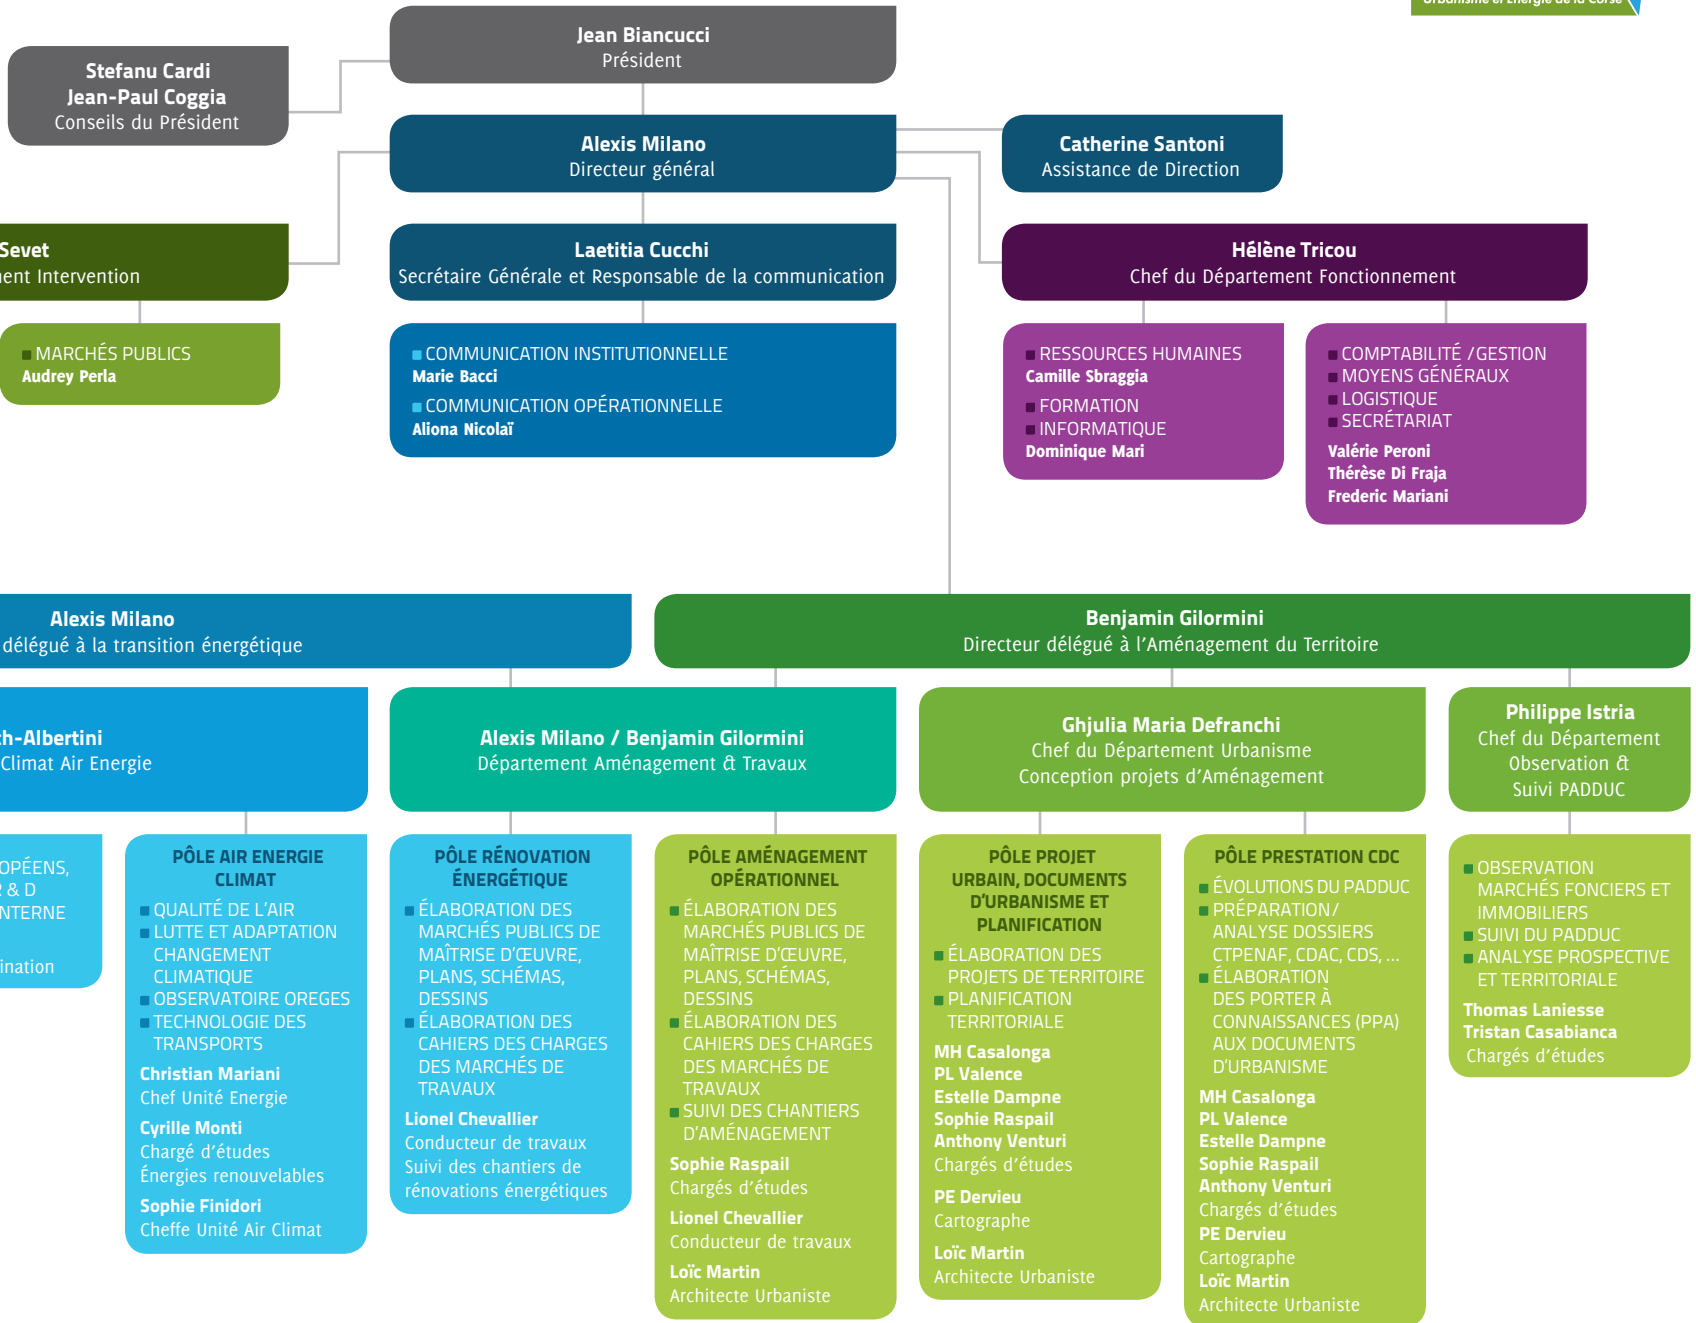 Urbanisme et Energie de la Corse
Jean Biancucci
Président
Stefanu Cardi
Jean-Paul Coggia
Conseils du Président
Alexis Milano
Directeur général
Catherine Santoni
Assistance de Direction
Sevet
ment Intervention
Laetitia Cucchi
Secrétaire Générale et Responsable de la communication
Hélène Tricou
Chef du Département Fonctionnement
MARCHÉS PUBLICS
Audrey Perla
COMMUNICATION INSTITUTIONNELLE
Marie Bacci
COMMUNICATION OPÉRATIONNELLE
Aliona Nicolaï
RESSOURCES HUMAINES
Camille Sbraggia
FORMATION
INFORMATIQUE
Dominique Mari
COMPTABILITÉ /GESTION
MOYENS GÉNÉRAUX
LOGISTIQUE
SECRÉTARIAT
Valérie Peroni
Thérèse Di Fraja
Frederic Mariani
Alexis Milano
délégué à la transition énergétique
Benjamin Gilormini
Directeur délégué à l'Aménagement du Territoire
ch-Albertini
Climat Air Energie
Alexis Milano / Benjamin Gilormini
Département Aménagement & Travaux
Ghjulia Maria Defranchi
Chef du Département Urbanisme
Conception projets d'Aménagement
Philippe Istria
Chef du Département
Observation &
Suivi PADDUC
OPÉENS,
R & D
NTERNE
ination
PÔLE AIR ENERGIE
CLIMAT
QUALITÉ DE L'AIR
LUTTE ET ADAPTATION
CHANGEMENT
CLIMATIQUE
OBSERVATOIRE OREGES
TECHNOLOGIE DES
TRANSPORTS
Christian Mariani
Chef Unité Energie
Cyrille Monti
Chargé d'études
Énergies renouvelables
Sophie Finidori
Cheffe Unité Air Climat
PÔLE RÉNOVATION
ÉNERGÉTIQUE
ÉLABORATION DES
MARCHÉS PUBLICS DE
MAÎTRISE D'ŒUVRE,
PLANS, SCHÉMAS,
DESSINS
ÉLABORATION DES
CAHIERS DES CHARGES
DES MARCHÉS DE
TRAVAUX
Lionel Chevallier
Conducteur de travaux
Suivi des chantiers de
rénovations énergétiques
PÔLE AMÉNAGEMENT
OPÉRATIONNEL
ÉLABORATION DES
MARCHÉS PUBLICS DE
MAÎTRISE D'ŒUVRE,
PLANS, SCHÉMAS,
DESSINS
ÉLABORATION DES
CAHIERS DES CHARGES
DES MARCHÉS DE
TRAVAUX
SUIVI DES CHANTIERS
D'AMÉNAGEMENT
Sophie Raspail
Chargés d'études
Lionel Chevallier
Conducteur de travaux
Loïc Martin
Architecte Urbaniste
PÔLE PROJET
URBAIN, DOCUMENTS
D'URBANISME ET
PLANIFICATION
ÉLABORATION DES
PROJETS DE TERRITOIRE
PLANIFICATION
TERRITORIALE
MH Casalonga
PL Valence
Estelle Dampne
Sophie Raspail
Anthony Venturi
Chargés d'études
PE Dervieu
Cartographe
Loïc Martin
Architecte Urbaniste
PÔLE PRESTATION CDC
ÉVOLUTIONS DU PADDUC
PRÉPARATION/
ANALYSE DOSSIERS
CTPENAF, CDAC, CDS, ...
ÉLABORATION
DES PORTER À
CONNAISSANCES (PPA)
AUX DOCUMENTS
D'URBANISME
MH Casalonga
PL Valence
Estelle Dampne
Sophie Raspail
Anthony Venturi
Chargés d'études
PE Dervieu
Cartographe
Loïc Martin
Architecte Urbaniste
OBSERVATION
MARCHÉS FONCIERS ET
IMMOBILIERS
SUIVI DU PADDUC
ANALYSE PROSPECTIVE
ET TERRITORIALE
Thomas Laniesse
Tristan Casabianca
Chargés d'études